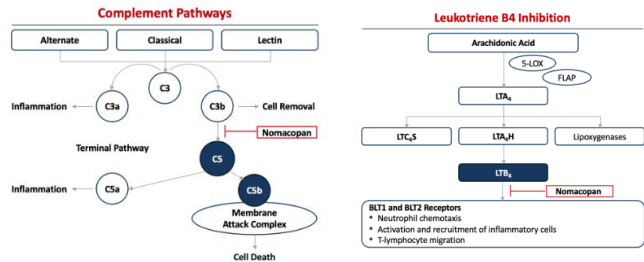 Complement Pathways
Alternate
Classical
Lectin
C3
Inflammation
C3a
C3b
Cell Removal
Nomacopan
Terminal Pathway
C5
Inflammation
C5a
C5b
Membrane
Attack Complex
Cell Death
Leukotriene B4 Inhibition
Arachidonic Acid
5-LOX
FLAP
LTA₄
LTC₄S
LTA₄H
Lipoxygenases
LTB₄
Nomacopan
BLT1 and BLT2 Receptors
• Neutrophil chemotaxis
• Activation and recruitment of inflammatory cells
• T-lymphocyte migration